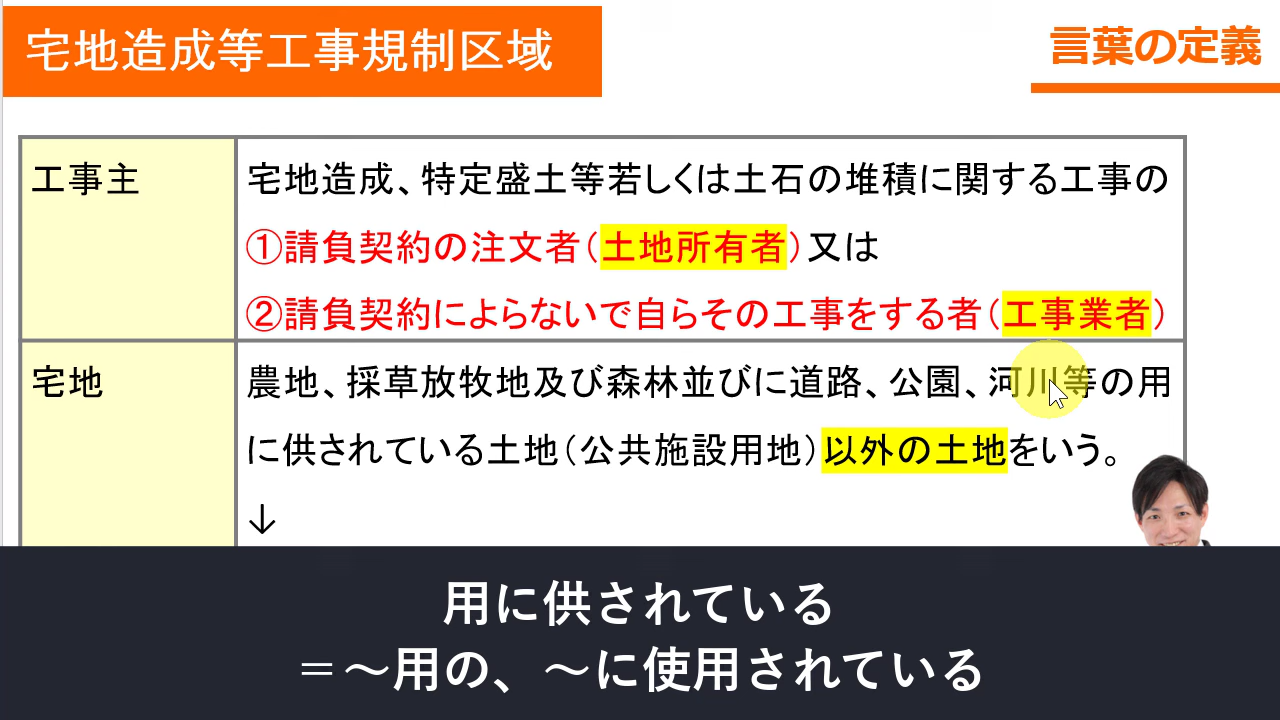 宅地造成等工事規制区域
言葉の定義
工事主
宅地造成、特定盛土等若しくは土石の堆積に関する工事の
①請負契約の注文者(土地所有者)又は
②請負契約によらないで自らその工事をする者(工事業者)
宅地
農地、採草放牧地及び森林並びに道路、公園、河川等の用
に供されている土地(公共施設用地)以外の土地をいう。
↓
用に供されている
=～用の、～に使用されている